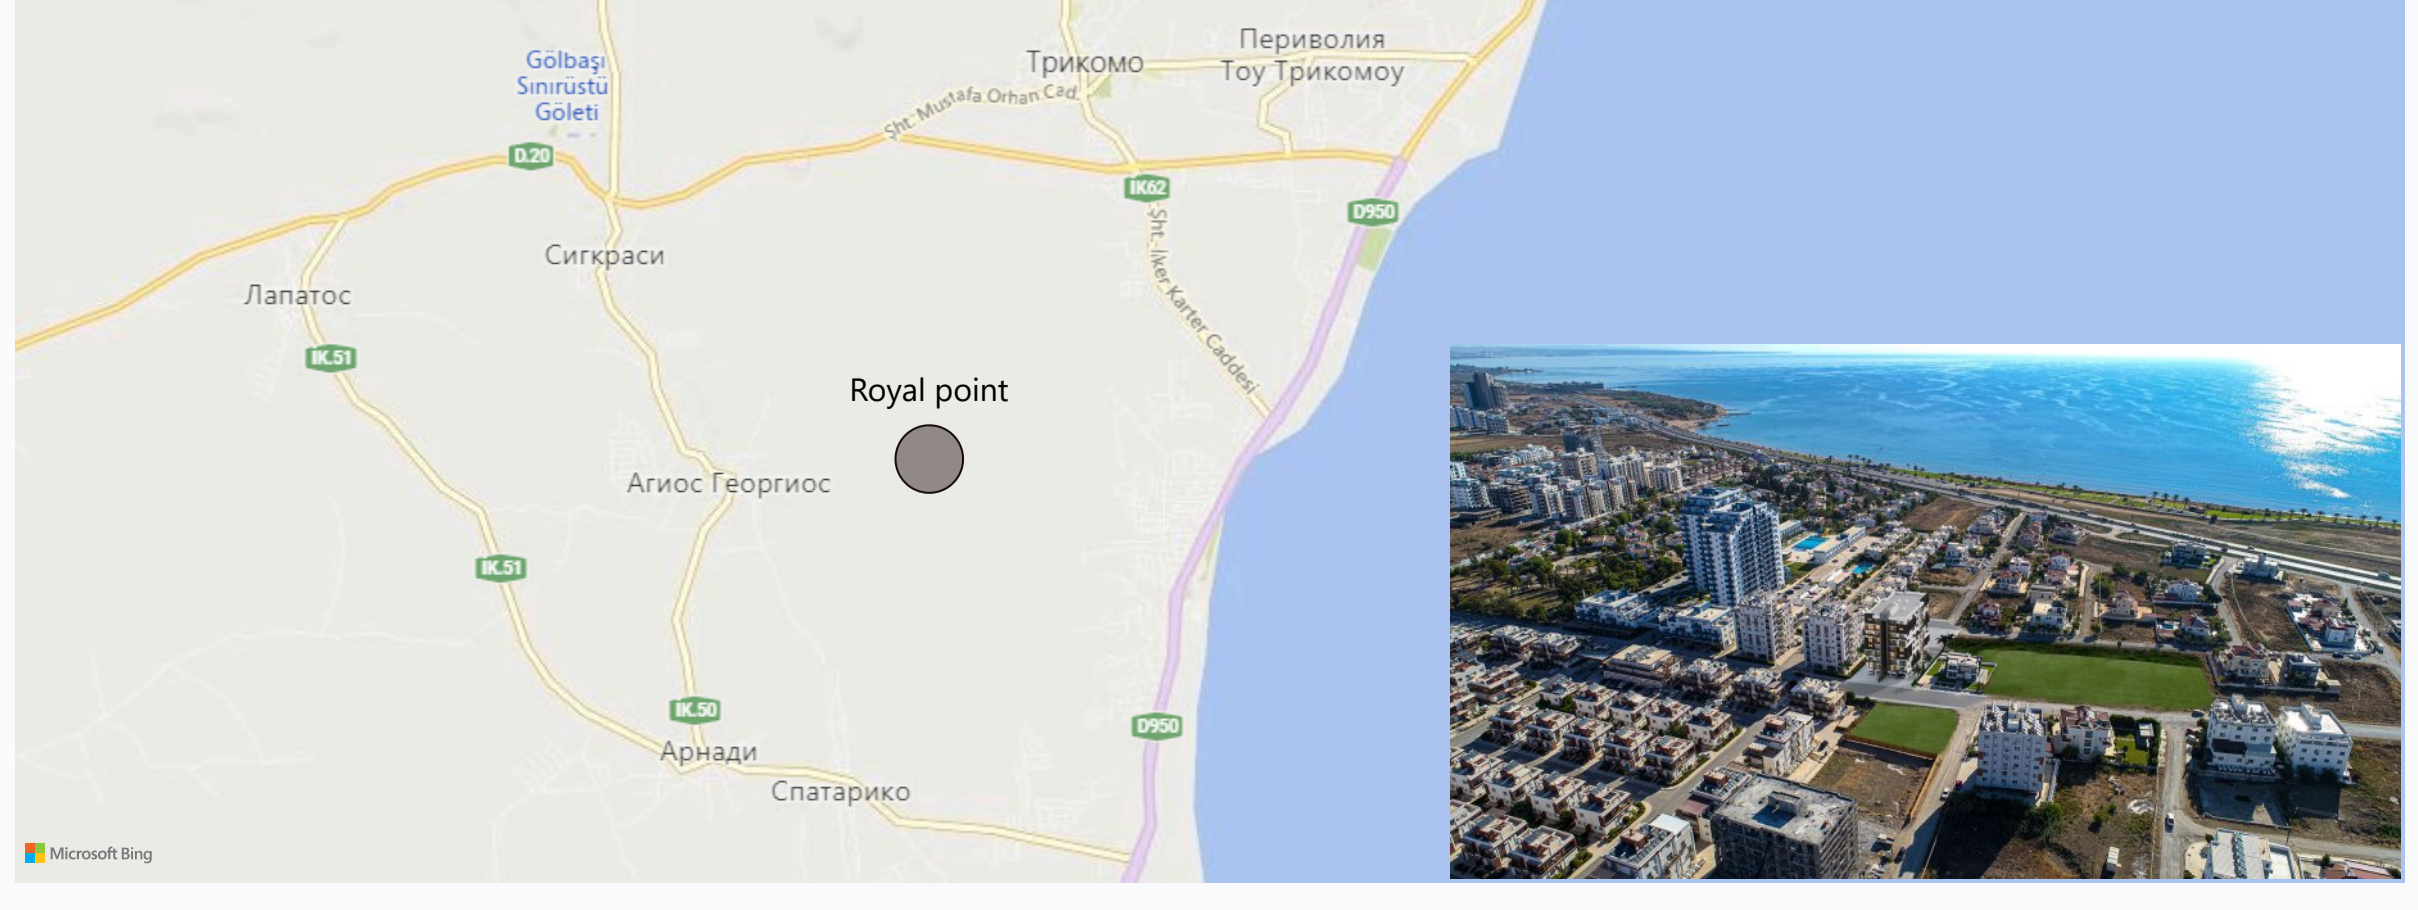 Периволия
Тоу Трикомоу
Трикомо
Gölbaşı
Sınırüstü
Göleti
Şht. Mustafa Orhan Cad.
D.20
IK62
D950
Şht. İlker Karter Caddesi
Сигкраси
Лапатос
IK.51
Royal point
Агиос Георгиос
IK.51
IK.50
D950
Арнади
Спатарико
Microsoft Bing